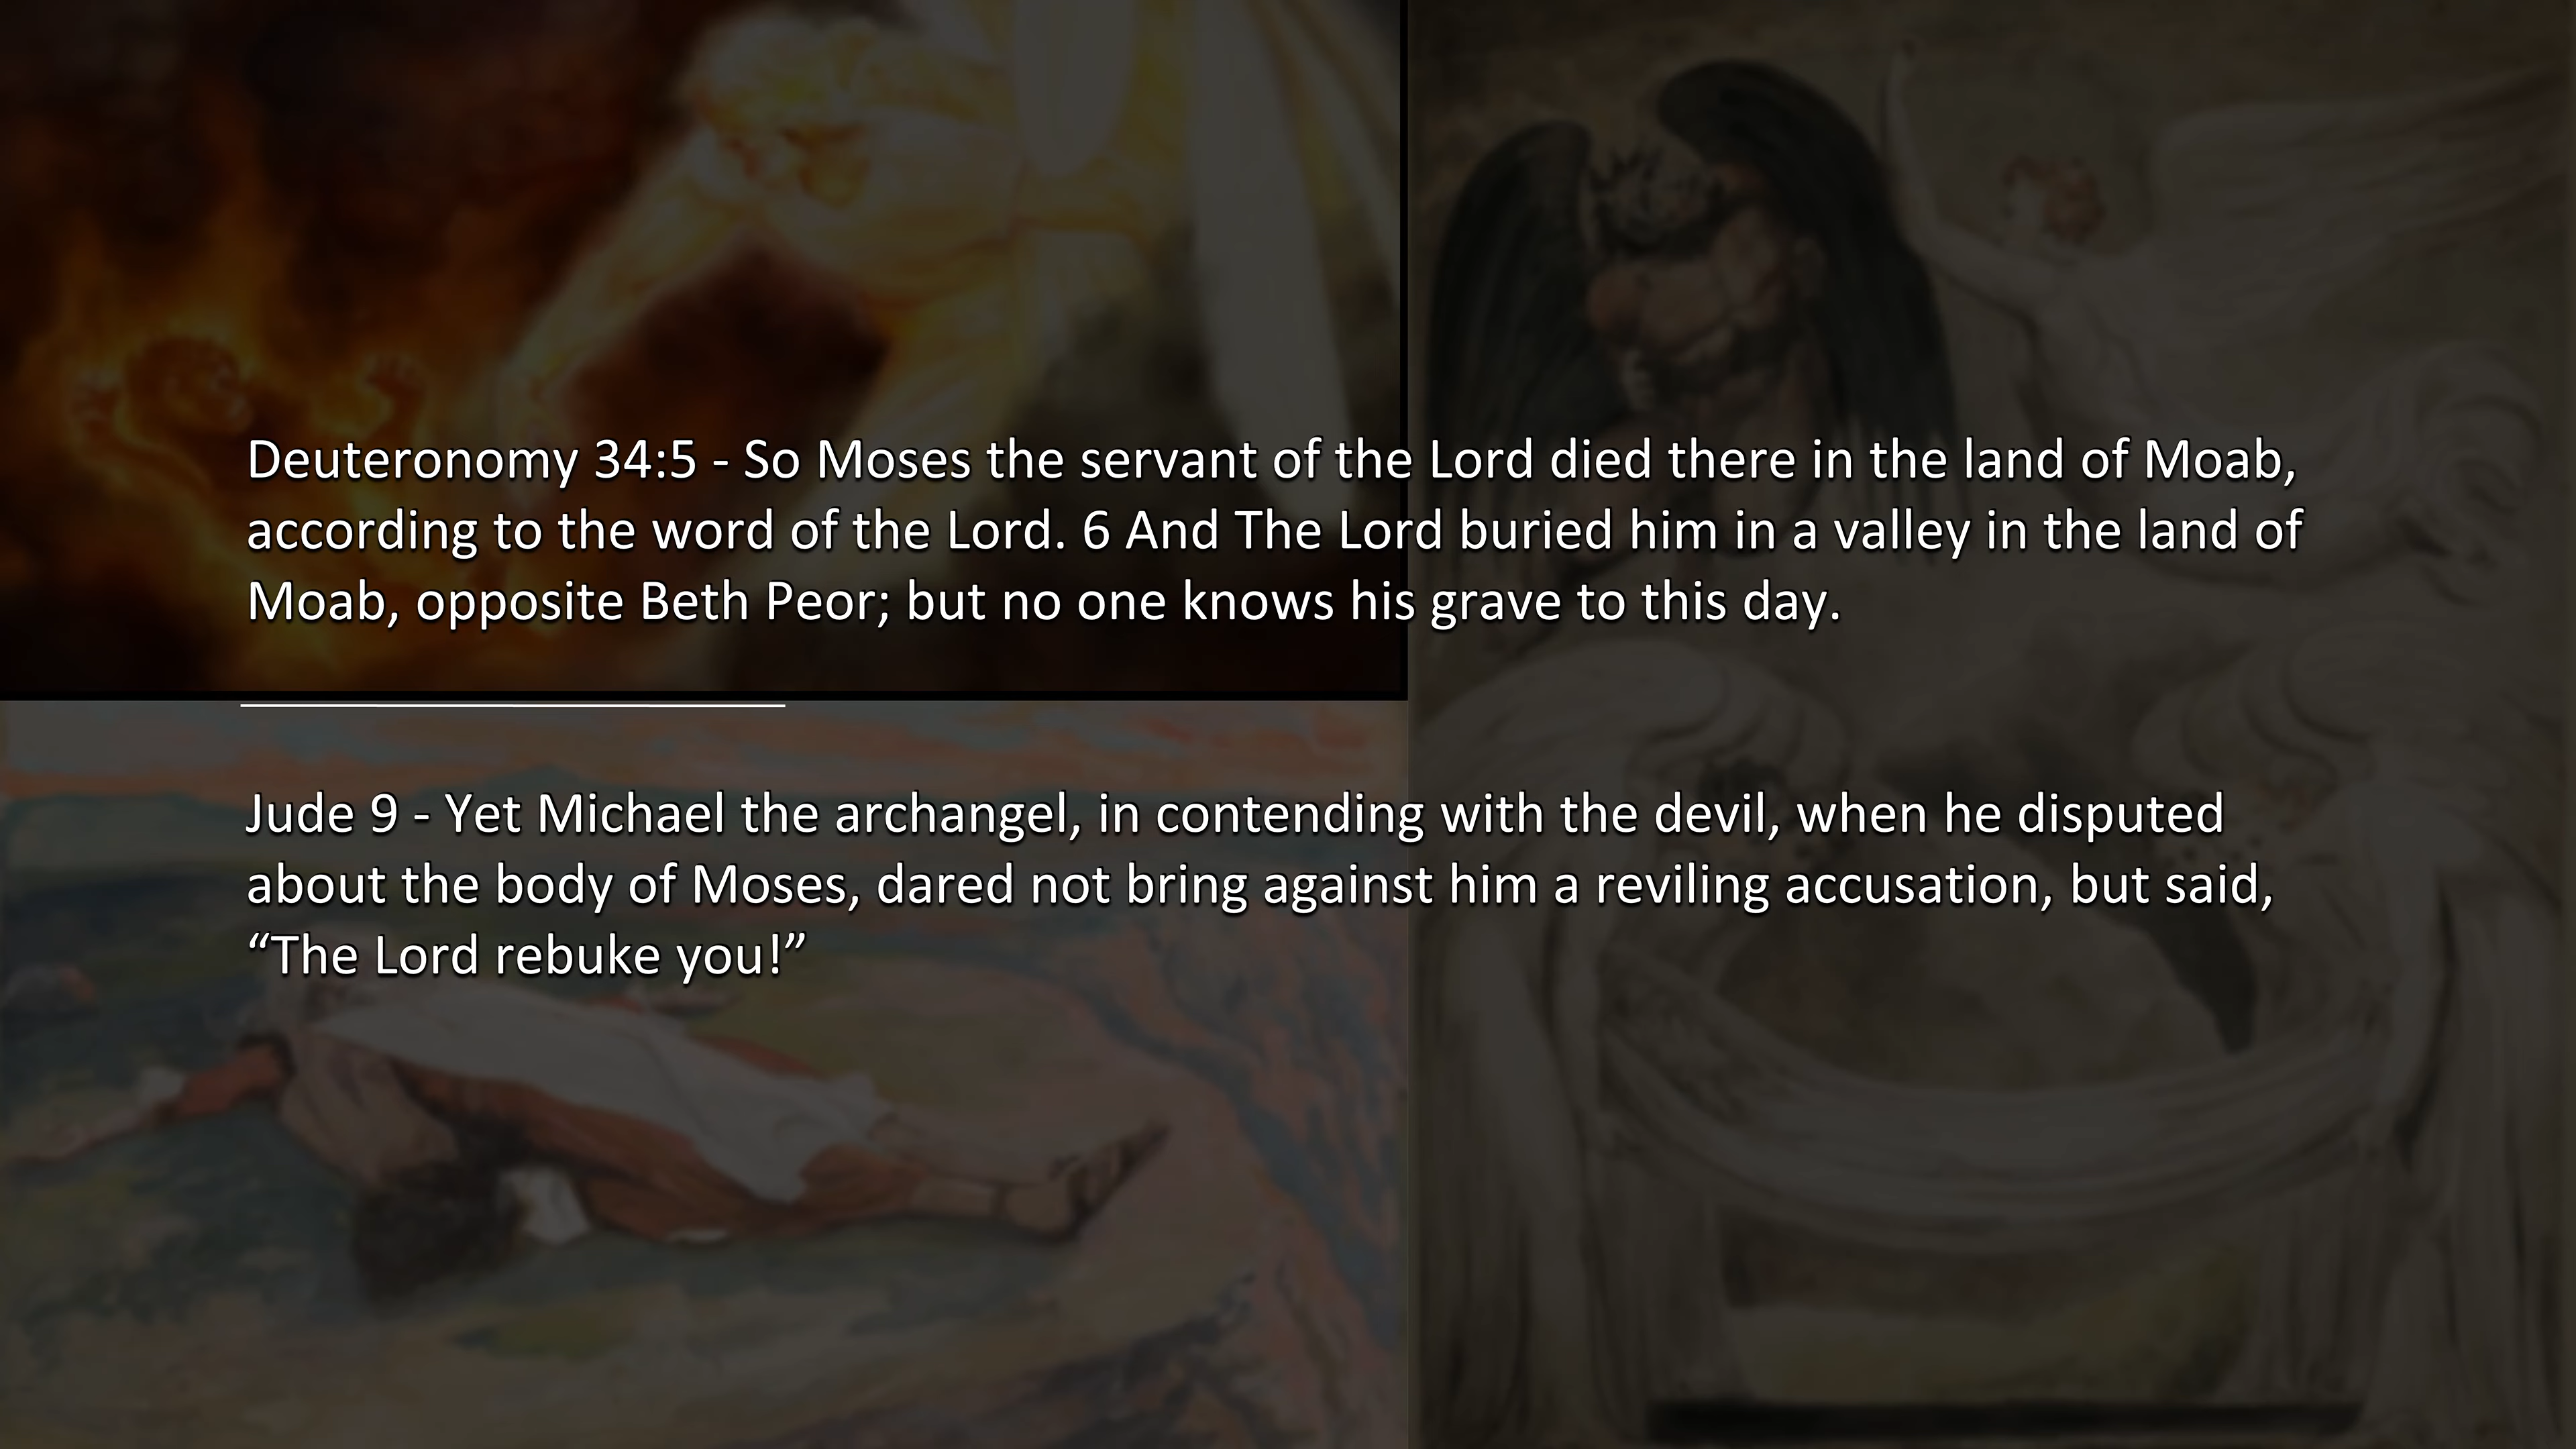 Deuteronomy 34:5 - So Moses the servant of the Lord died there in the land of Moab,
according to the word of the Lord. 6 And The Lord buried him in a valley in the land of
Moab, opposite Beth Peor; but no one knows his grave to this day.
Jude 9 - Yet Michael the archangel, in contending with the devil, when he disputed
about the body of Moses, dared not bring against him a reviling accusation, but said,
“The Lord rebuke you!”